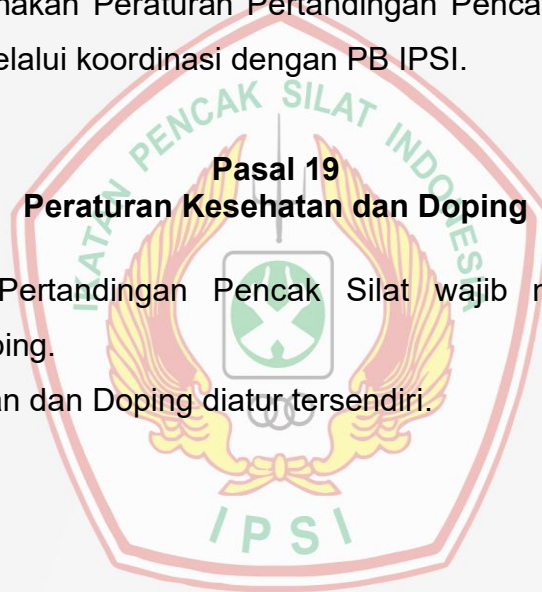 Peraturan Pertandingan Penca
elalui koordinasi dengan PB IPSI.
IKATAN PENCAK SILAT INDONESIA
Pasal 19
Peraturan Kesehatan dan Doping
Pertandingan Pencak Silat wajib
ping.
an dan Doping diatur tersendiri.
IPSI